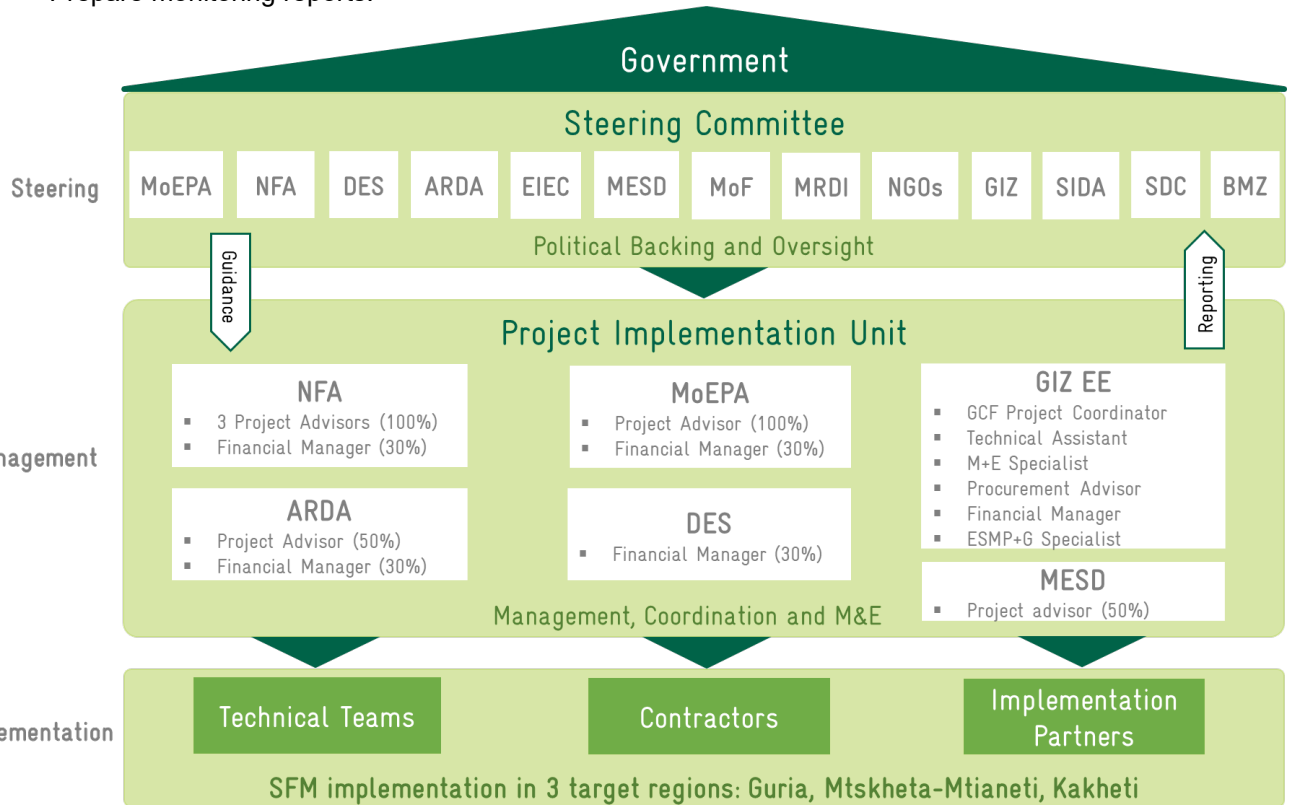 Prepare monitoring reports.
Government
Steering Committee
Steering
MoEPA NFA DES ARDA EIEC MESD MoF MRDI NGOs GIZ SIDA SDC BMZ
Political Backing and Oversight
Guidance
Reporting
Project Implementation Unit
NFA
▪ 3 Project Advisors (100%)
▪ Financial Manager (30%)
MoEPA
▪ Project Advisor (100%)
▪ Financial Manager (30%)
GIZ EE
▪ GCF Project Coordinator
▪ Technical Assistant
▪ M+E Specialist
▪ Procurement Advisor
▪ Financial Manager
▪ ESMP+G Specialist
nagement
ARDA
▪ Project Advisor (50%)
▪ Financial Manager (30%)
DES
▪ Financial Manager (30%)
MESD
▪ Project advisor (50%)
Management, Coordination and M&E
ementation
Technical Teams
Contractors
Implementation
Partners
SFM implementation in 3 target regions: Guria, Mtskheta-Mtianeti, Kakheti